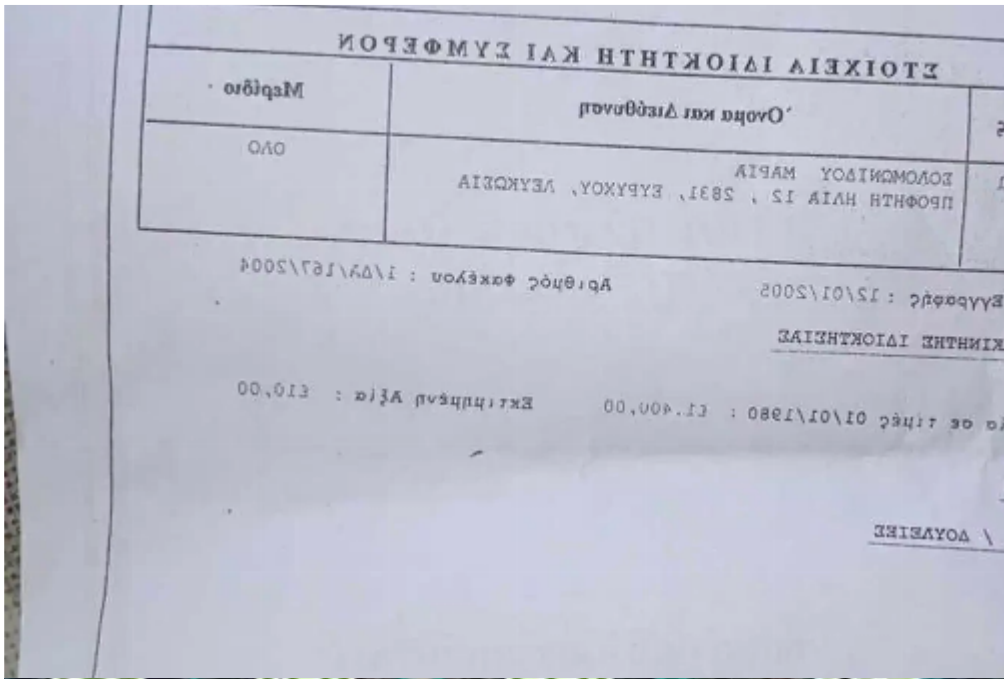 ΣΤΟΙΧΕΙΑ ΙΔΙΟΚΤΗΤΗ ΚΑΙ ΣΥΜΦΕΡΟΝ
Όνομα και Διεύθυνση Μερίδιο
ΣΟΛΟΜΩΝΙΔΟΥ ΜΑΡΙΑ ΟΛΟ
ΠΡΟΦΗΤΗ ΗΛΙΑ 12 , 2831, ΕΥΡΥΧΟΥ, ΛΕΥΚΩΣΙΑ
Εγγραφής : 12/01/2005 Αριθμός Φακέλου : 1/ΔΛ/167/2004
ΚΙΝΗΤΗΣ ΙΔΙΟΚΤΗΣΙΑΣ
σε τιμές 01/01/1980 : £1.400,00 Εκτιμημένη Αξία : £10,00
/ ΔΟΥΛΕΙΕΣ